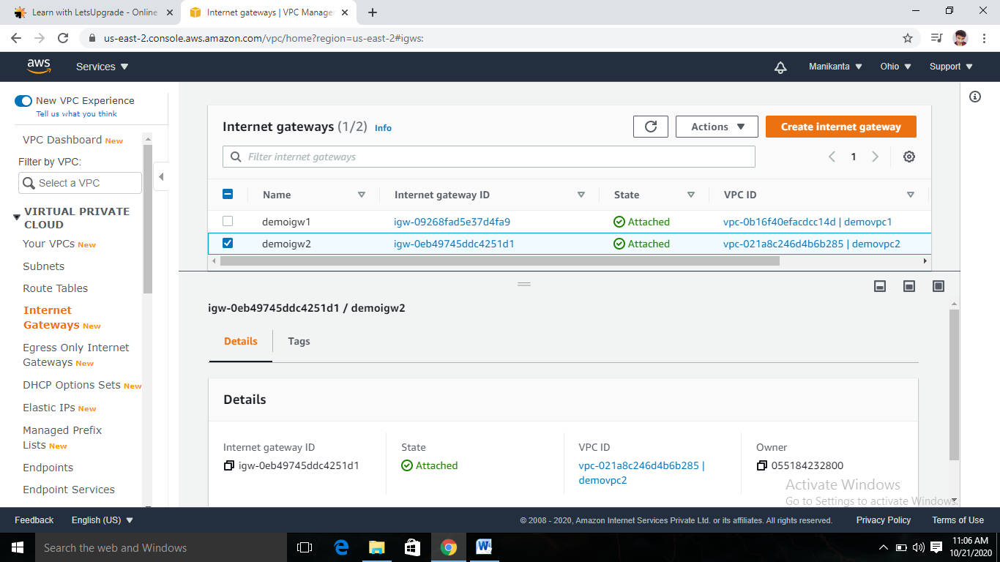 Learn with LetsUpgrade - Online
Internet gateways | VPC Manage
us-east-2.console.aws.amazon.com/vpc/home?region=us-east-2#igws:
aws
Services
Manikanta
Ohio
Support
New VPC Experience
Tell us what you think
VPC Dashboard New
Filter by VPC:
Select a VPC
VIRTUAL PRIVATE
CLOUD
Your VPCs New
Subnets
Route Tables
Internet
Gateways New
Egress Only Internet
Gateways New
DHCP Options Sets New
Elastic IPs New
Managed Prefix
Lists New
Endpoints
Endpoint Services
Internet gateways (1/2) Info
Actions
Create internet gateway
Filter internet gateways
1
Name Internet gateway ID State VPC ID
demoigw1 igw-09268fad5e37d4fa9 Attached vpc-0b16f40efacdcc14d | demovpc1
demoigw2 igw-0eb49745ddc4251d1 Attached vpc-021a8c246d4b6b285 | demovpc2
igw-0eb49745ddc4251d1 / demoigw2
Details Tags
Details
Internet gateway ID State VPC ID Owner
igw-0eb49745ddc4251d1 Attached vpc-021a8c246d4b6b285 | 055184232800
demovpc2
Activate Windows
Go to Settings to activate Windows.
Feedback English (US) © 2008 - 2020, Amazon Internet Services Private Ltd. or its affiliates. All rights reserved. Privacy Policy Terms of Use
Search the web and Windows
11:06 AM
10/21/2020